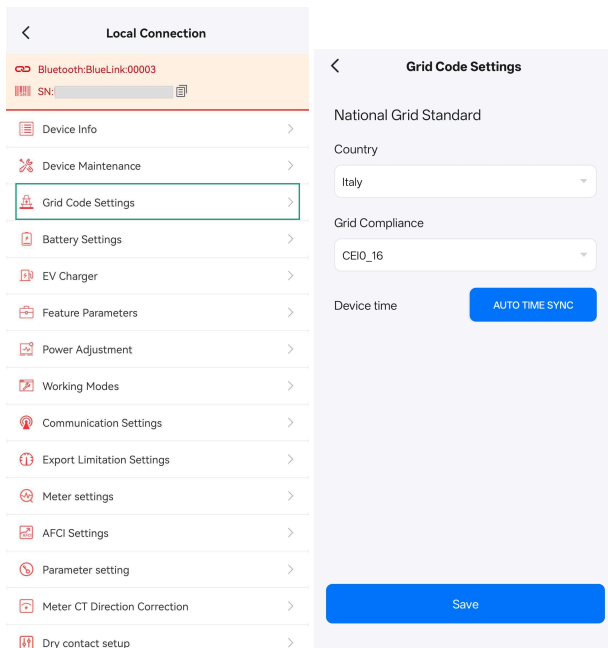 Local Connection
Bluetooth:BlueLink:00003
SN:
Device Info
Device Maintenance
Grid Code Settings
Battery Settings
EV Charger
Feature Parameters
Power Adjustment
Working Modes
Communication Settings
Export Limitation Settings
Meter settings
AFCI Settings
Parameter setting
Meter CT Direction Correction
Dry contact setup
Grid Code Settings
National Grid Standard
Country
Italy
Grid Compliance
CEI0_16
Device time
AUTO TIME SYNC
Save